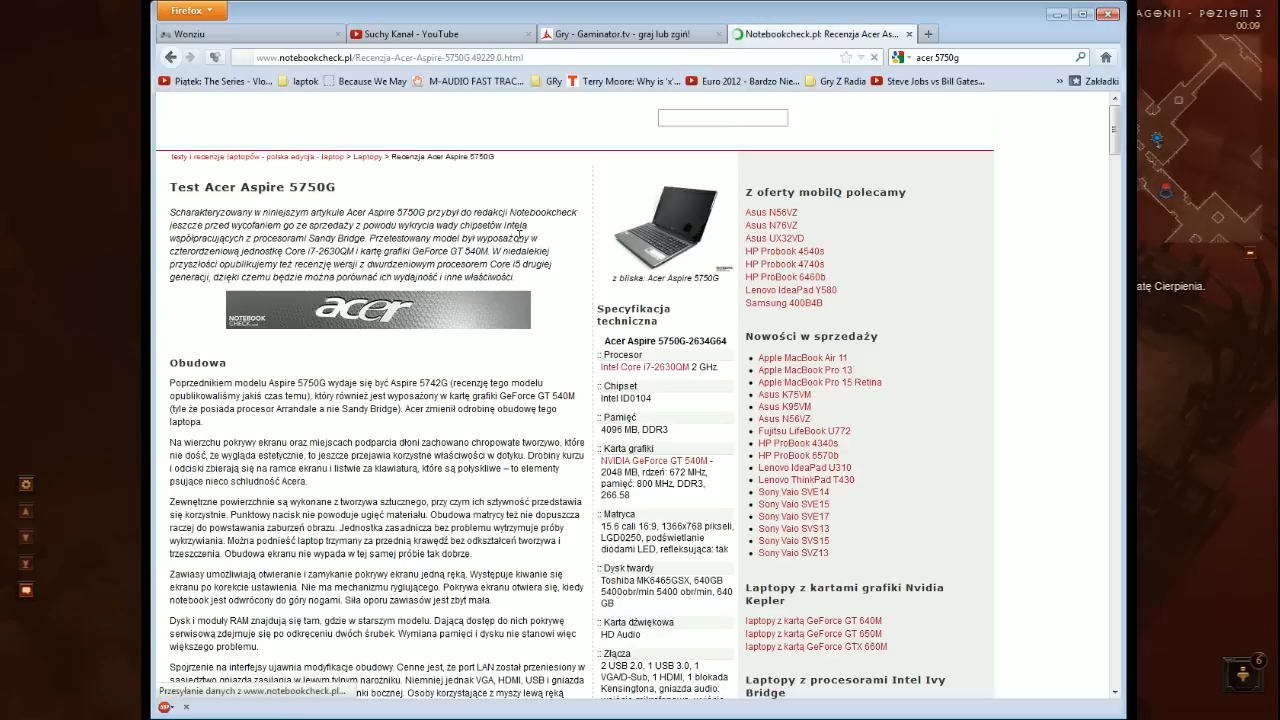 Firefox
AGONII - POZIOM 3
00:09
Wonziu
Suchy Kanał - YouTube
Gry - Gaminator.tv - graj lub zgiń!
Notebookcheck.pl: Recenzja Acer As...
www.notebookcheck.pl/Recenzja-Acer-Aspire-5750G.49229.0.html
acer 5750g
Piątek: The Series - Vlo...
laptok
Because We May
M-AUDIO FAST TRAC...
GRy
Terry Moore: Why is 'x'...
Euro 2012 - Bardzo Nie...
Gry Z Radia
Steve Jobs vs Bill Gates...
»
Zakładki
testy i recenzje laptopów - polska edycja - laptop > Laptopy > Recenzja Acer Aspire 5750G
Test Acer Aspire 5750G
Scharakteryzowany w niniejszym artykule Acer Aspire 5750G przybył do redakcji Notebookcheck
jeszcze przed wycofaniem go ze sprzedaży z powodu wykrycia wady chipsetów Intela
współpracujących z procesorami Sandy Bridge. Przetestowany model był wyposażony w
czterordzeniową jednostkę Core i7-2630QM i kartę grafiki GeForce GT 540M. W niedalekiej
przyszłości opublikujemy też recenzję wersji z dwurdzeniowym procesorem Core i5 drugiej
generacji, dzięki czemu będzie można porównać ich wydajność i inne właściwości.
NOTEBOOK
CHECK
acer
Obudowa
Poprzednikiem modelu Aspire 5750G wydaje się być Aspire 5742G (recenzję tego modelu
opublikowaliśmy jakiś czas temu), który również jest wyposażony w kartę grafiki GeForce GT 540M
(tyle że posiada procesor Arrandale a nie Sandy Bridge). Acer zmienił odrobinę obudowę tego
laptopa.
Na wierzchu pokrywy ekranu oraz miejscach podparcia dłoni zachowano chropowate tworzywo, które
nie dość, że wygląda estetycznie, to jeszcze przejawia korzystne właściwości w dotyku. Drobiny kurzu
i odciski zbierają się na ramce ekranu i listwie za klawiaturą, które są połyskliwe – to elementy
psujące nieco schludność Acera.
Zewnętrzne powierzchnie są wykonane z tworzywa sztucznego, przy czym ich sztywność przedstawia
się korzystnie. Punktowy nacisk nie powoduje ugięć materiału. Obudowa matrycy też nie dopuszcza
raczej do powstawania zaburzeń obrazu. Jednostka zasadnicza bez problemu wytrzymuje próby
wykrzywiania. Można podnieść laptop trzymany za przednią krawędź bez odkształceń tworzywa i
trzeszczenia. Obudowa ekranu nie wypada w tej samej próbie tak dobrze.
Zawiasy umożliwiają otwieranie i zamykanie pokrywy ekranu jedną ręką. Występuje kiwanie się
ekranu po korekcie ustawienia. Nie ma mechanizmu ryglującego. Pokrywa ekranu otwiera się, kiedy
notebook jest odwrócony do góry nogami. Siła oporu zawiasów jest zbyt mała.
Dysk i moduły RAM znajdują się tam, gdzie w starszym modelu. Dającą dostęp do nich pokrywę
serwisową zdejmuje się po odkręceniu dwóch śrubek. Wymiana pamięci i dysku nie stanowi więc
większego problemu.
Spojrzenie na interfejsy ujawnia modyfikacje obudowy. Cenne jest, że port LAN został przeniesiony w
sąsiedztwo gniazda zasilania w lewym tylnym narożniku. Niemniej jednak VGA, HDMI, USB i gniazda
nki bocznej. Osoby korzystające z myszy lewą ręką
Przesyłanie danych z www.notebookcheck.pl...
z bliska: Acer Aspire 5750G
Specyfikacja
techniczna
Acer Aspire 5750G-2634G64
:: Procesor
Intel Core i7-2630QM 2 GHz
:: Chipset
Intel ID0104
:: Pamięć
4096 MB, DDR3
:: Karta grafiki
NVIDIA GeForce GT 540M -
2048 MB, rdzeń: 672 MHz,
pamięć: 800 MHz, DDR3,
266.58
:: Matryca
15.6 cali 16:9, 1366x768 pikseli,
LGD0250, podświetlanie
diodami LED, refleksująca: tak
:: Dysk twardy
Toshiba MK6465GSX, 640GB
5400obr/min 5400 obr/min, 640
GB
:: Karta dźwiękowa
HD Audio
:: Złącza
2 USB 2.0, 1 USB 3.0, 1
VGA/D-Sub, 1 HDMI, 1 blokada
Kensingtona, gniazda audio:
Z oferty mobilQ polecamy
Asus N56VZ
Asus N76VZ
Asus UX32VD
HP Probook 4540s
HP Probook 4740s
HP ProBook 6460b
Lenovo IdeaPad Y580
Samsung 400B4B
Nowości w sprzedaży
Apple MacBook Air 11
Apple MacBook Pro 13
Apple MacBook Pro 15 Retina
Asus K75VM
Asus K95VM
Asus N56VZ
Fujitsu LifeBook U772
HP ProBook 4340s
HP ProBook 6570b
Lenovo IdeaPad U310
Lenovo ThinkPad T430
Sony Vaio SVE14
Sony Vaio SVE15
Sony Vaio SVE17
Sony Vaio SVS13
Sony Vaio SVS15
Sony Vaio SVZ13
Laptopy z kartami grafiki Nvidia
Kepler
laptopy z kartą GeForce GT 640M
laptopy z kartą GeForce GT 650M
laptopy z kartą GeForce GTX 660M
Laptopy z procesorami Intel Ivy
Bridge
atę Cierpienia.
6
ABP